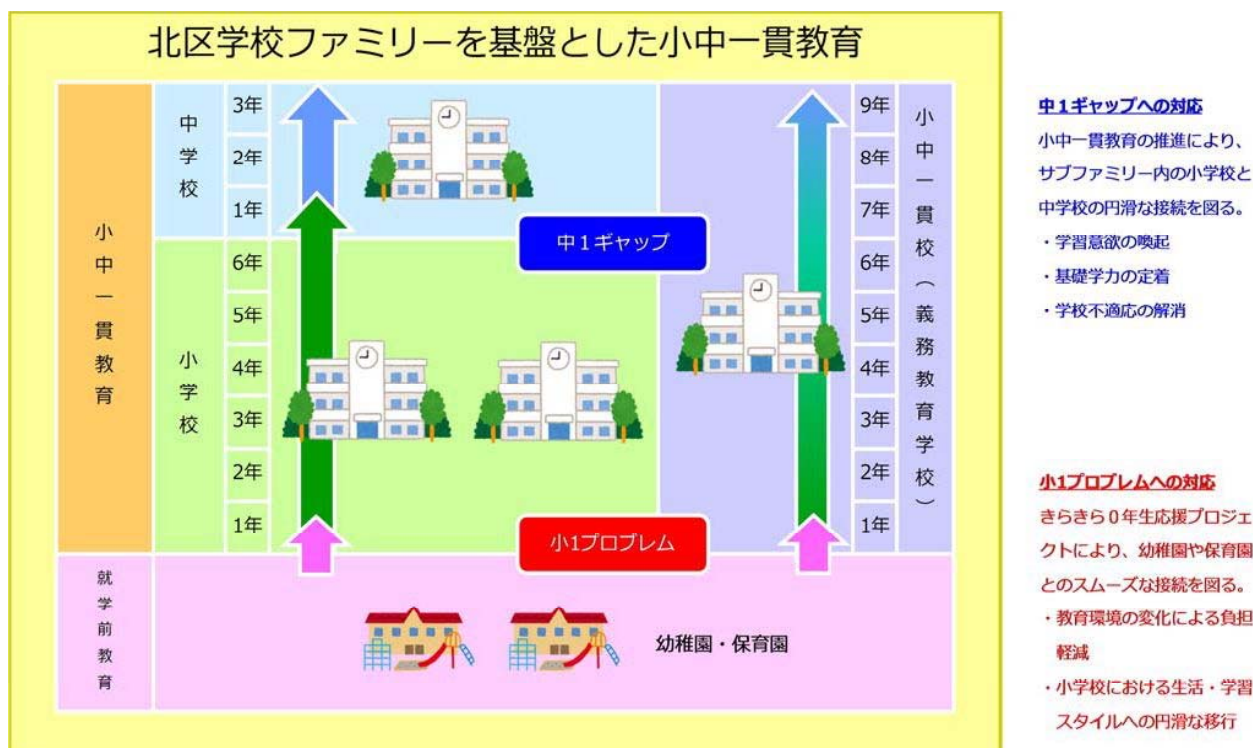 北区学校ファミリーを基盤とした小中一貫教育
小中一貫教育
中学校
3年
2年
1年
小学校
6年
5年
4年
3年
2年
1年
中1ギャップ
小1プロブレム
9年
8年
7年
6年
5年
4年
3年
2年
1年
小中一貫校（義務教育学校）
就学前教育
幼稚園・保育園
中1ギャップへの対応
小中一貫教育の推進により、
サブファミリー内の小学校と
中学校の円滑な接続を図る。
・学習意欲の喚起
・基礎学力の定着
・学校不適応の解消
小1プロブレムへの対応
きらきら0年生応援プロジェ
クトにより、幼稚園や保育園
とのスムーズな接続を図る。
・教育環境の変化による負担
軽減
・小学校における生活・学習
スタイルへの円滑な移行